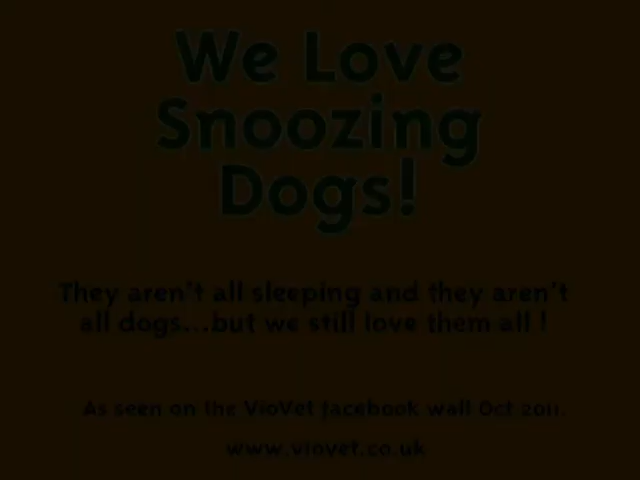 We Love
Snoozing
Dogs!
They aren't all sleeping and they aren't
all dogs...but we still love them all !
As seen on the VioVet facebook wall Oct 2011.
www.viovet.co.uk